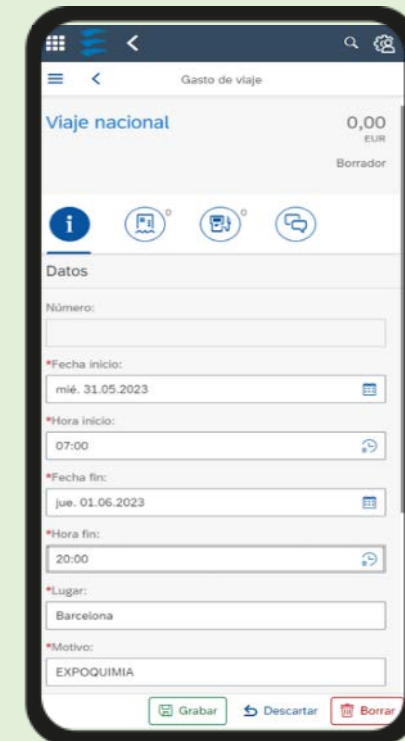 Gasto de viaje
Viaje nacional
0,00
EUR
Borrador
i
0
0
Datos
Número:
*Fecha inicio:
mié. 31.05.2023
*Hora inicio:
07:00
*Fecha fin:
jue. 01.06.2023
*Hora fin:
20:00
*Lugar:
Barcelona
*Motivo:
EXPOQUIMIA
Grabar Descartar Borrar